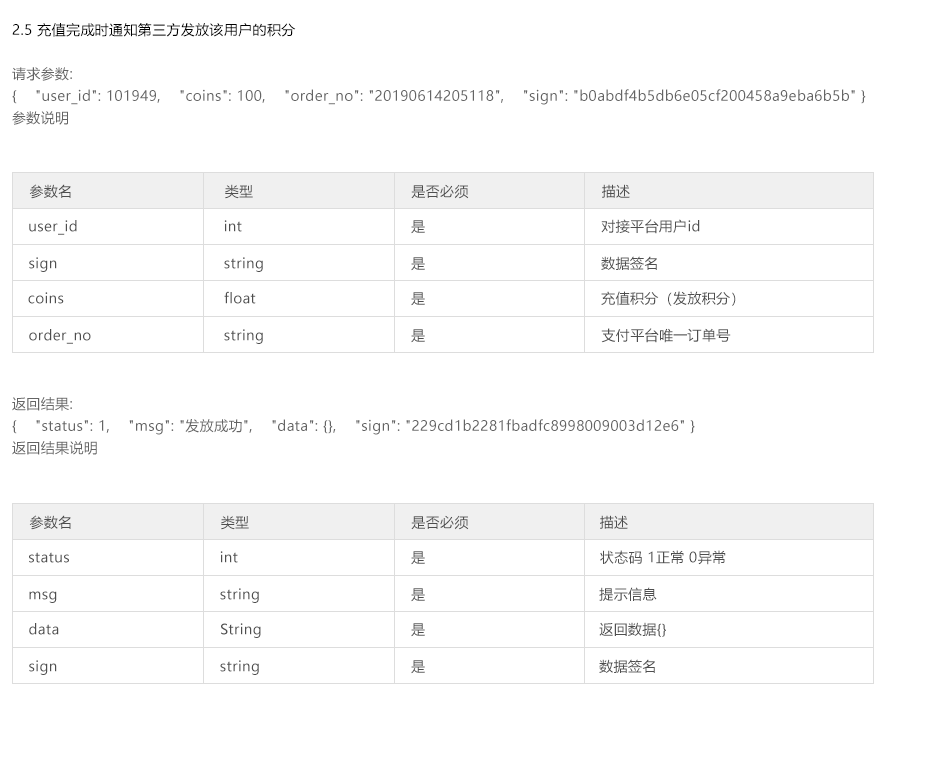 2.5 充值完成时通知第三方发放该用户的积分
请求参数:
{ "user_id": 101949, "coins": 100, "order_no": "20190614205118", "sign": "b0abdf4b5db6e05cf200458a9eba6b5b" }
参数说明
参数名 类型 是否必须 描述
user_id int 是 对接平台用户id
sign string 是 数据签名
coins float 是 充值积分（发放积分）
order_no string 是 支付平台唯一订单号
返回结果:
{ "status": 1, "msg": "发放成功", "data": {}, "sign": "229cd1b2281fbadfc8998009003d12e6" }
返回结果说明
参数名 类型 是否必须 描述
status int 是 状态码 1正常 0异常
msg string 是 提示信息
data String 是 返回数据{}
sign string 是 数据签名